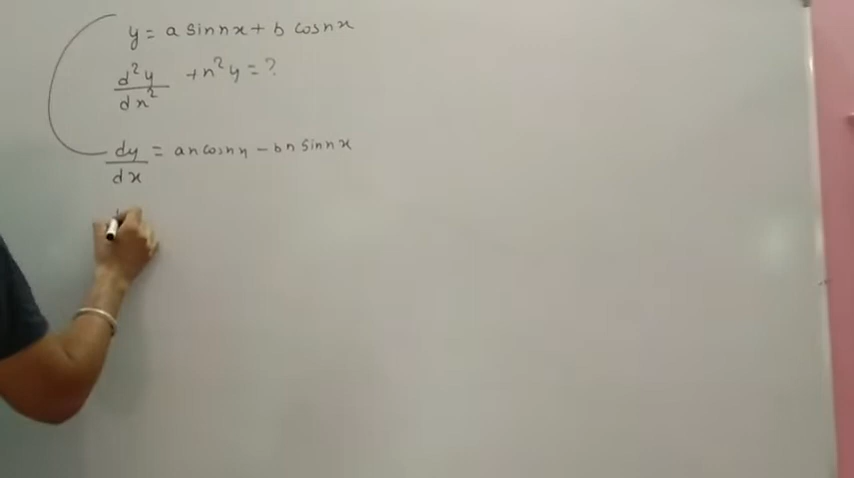 y = a sin nx + b cos nx
d²y/dx² + n²y = ?
dy/dx = an cos nx - bn sin nx